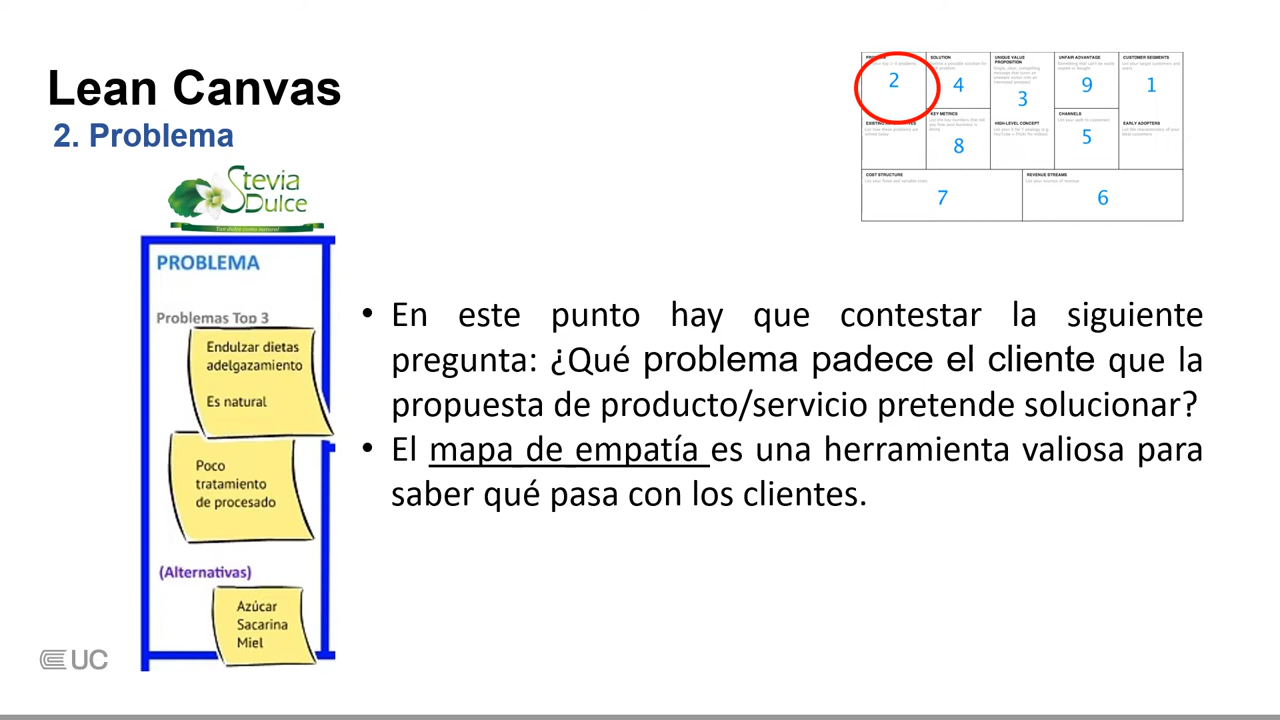 Lean Canvas
2. Problema
Stevia
Dulce
PROBLEMA
Problemas Top 3
Endulzar dietas
adelgazamiento
Es natural
Poco
tratamiento
de procesado
(Alternativas)
Azúcar
Sacarina
Miel
UC
• En este punto hay que contestar la siguiente
pregunta: ¿Qué problema padece el cliente que la
propuesta de producto/servicio pretende solucionar?
• El mapa de empatía es una herramienta valiosa para
saber qué pasa con los clientes.
2
SOLUTION
4
KEY METRICS
8
UNIQUE VALUE
PROPOSITION
3
HIGH-LEVEL CONCEPT
UNFAIR ADVANTAGE
9
CHANNELS
5
CUSTOMER SEGMENTS
1
EARLY ADOPTERS
COST STRUCTURE
7
REVENUE STREAMS
6